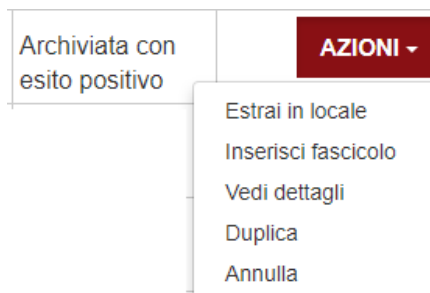 Archiviata con
esito positivo
AZIONI
Estrai in locale
Inserisci fascicolo
Vedi dettagli
Duplica
Annulla